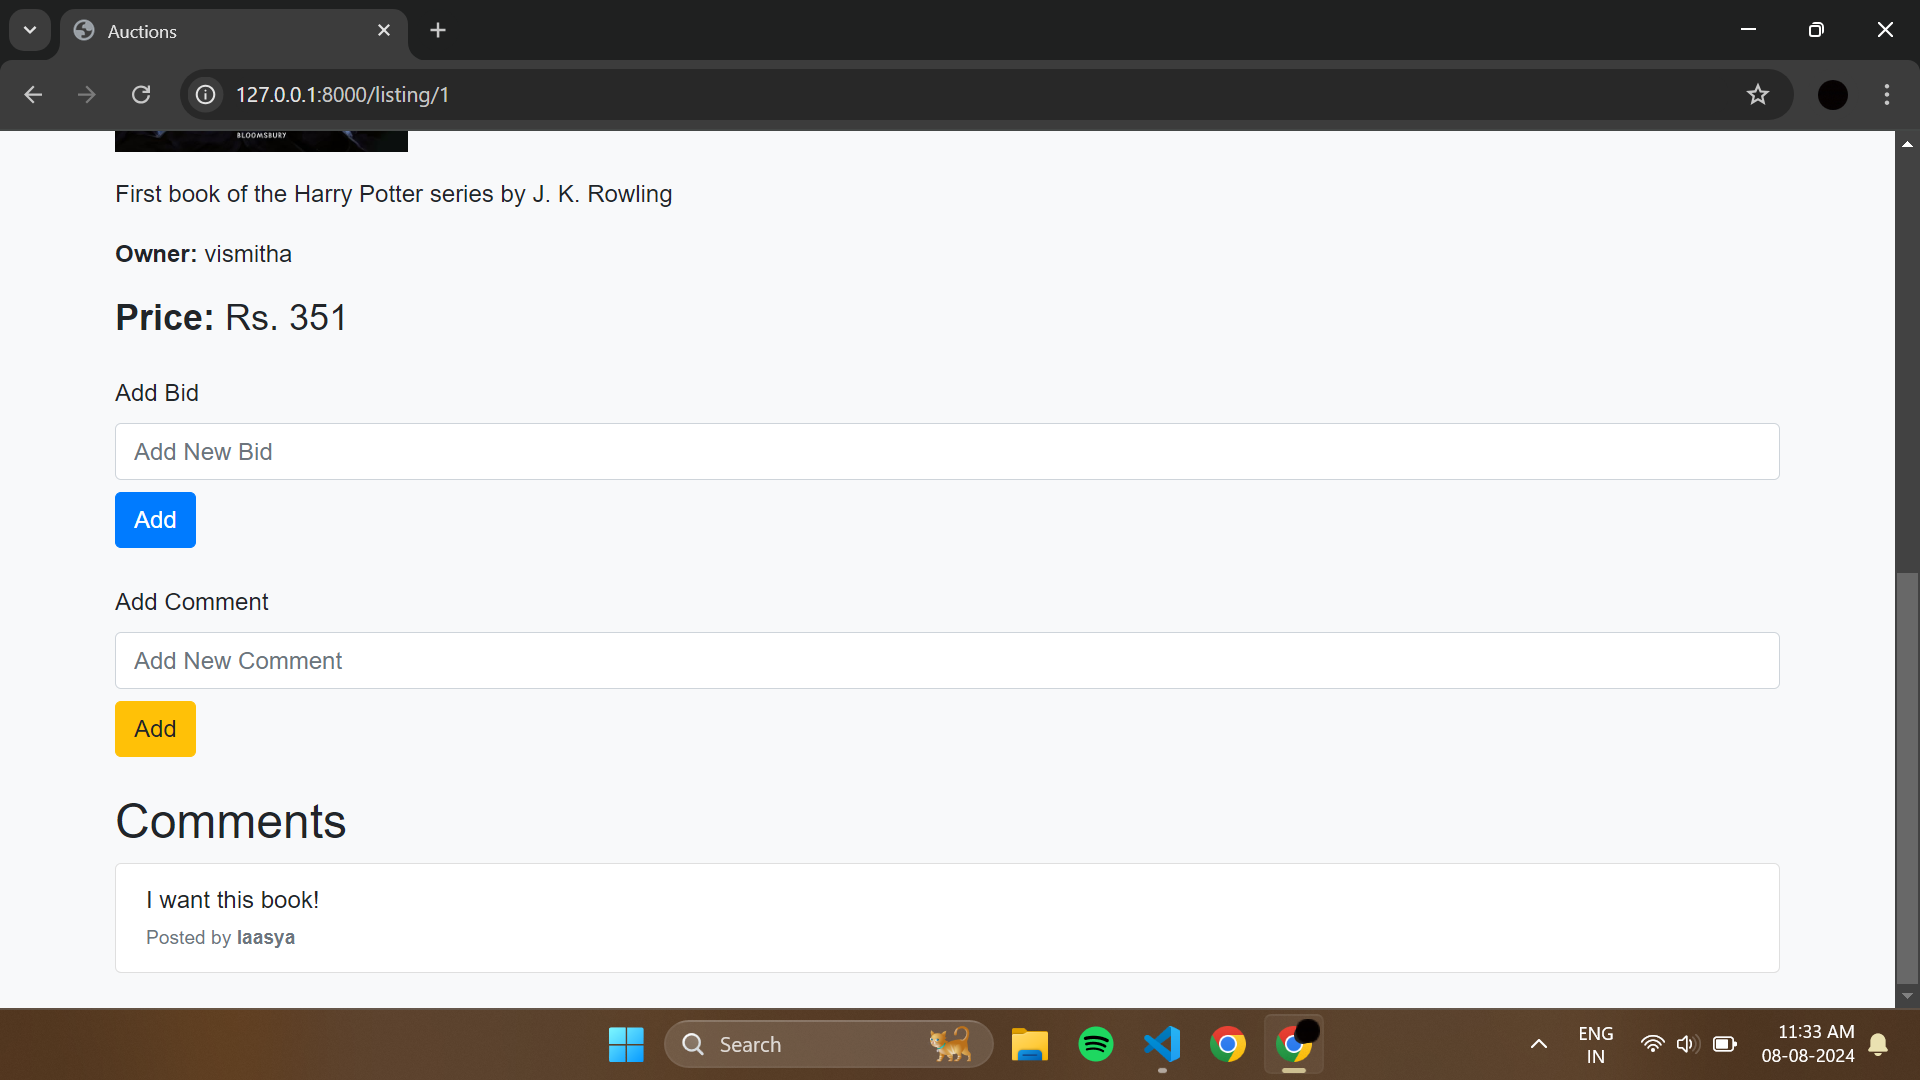 Auctions
127.0.0.1:8000/listing/1
BLOOMSBURY
First book of the Harry Potter series by J. K. Rowling
Owner: vismitha
Price: Rs. 351
Add Bid
Add New Bid
Add
Add Comment
Add New Comment
Add
Comments
I want this book!
Posted by laasya
Search
ENG
IN
11:33 AM
08-08-2024